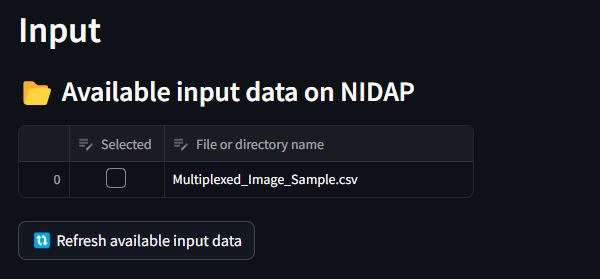 Input
Available input data on NIDAP
Selected File or directory name
0 Multiplexed_Image_Sample.csv
Refresh available input data